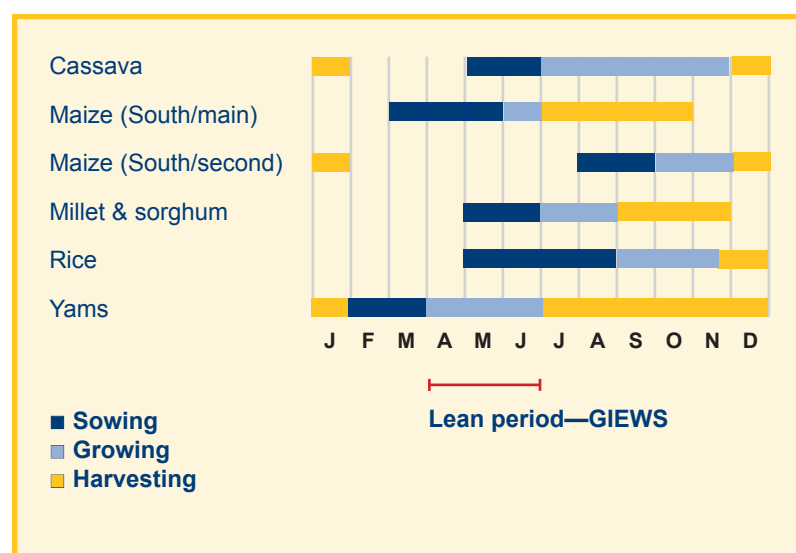 Cassava
Maize (South/main)
Maize (South/second)
Millet & sorghum
Rice
Yams
J F M A M J J A S O N D
Lean period—GIEWS
Sowing
Growing
Harvesting